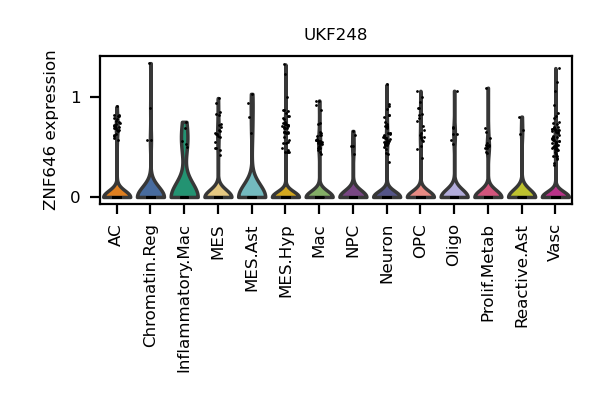 UKF248
ZNF646 expression
1
0
AC
Chromatin.Reg
Inflammatory.Mac
MES
MES.Ast
MES.Hyp
Mac
NPC
Neuron
OPC
Oligo
Prolif.Metab
Reactive.Ast
Vasc